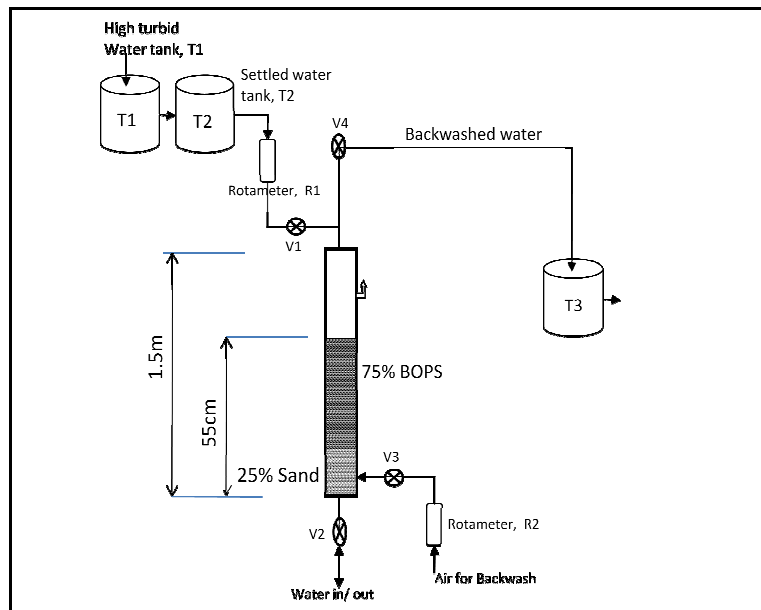 High turbid
Water tank, T1
Settled water
tank, T2
T1
T2
V4
Backwashed water
Rotameter, R1
V1
T3
1.5m
55cm
75% BOPS
25% Sand
V3
V2
Rotameter, R2
Air for Backwash
Water in/ out